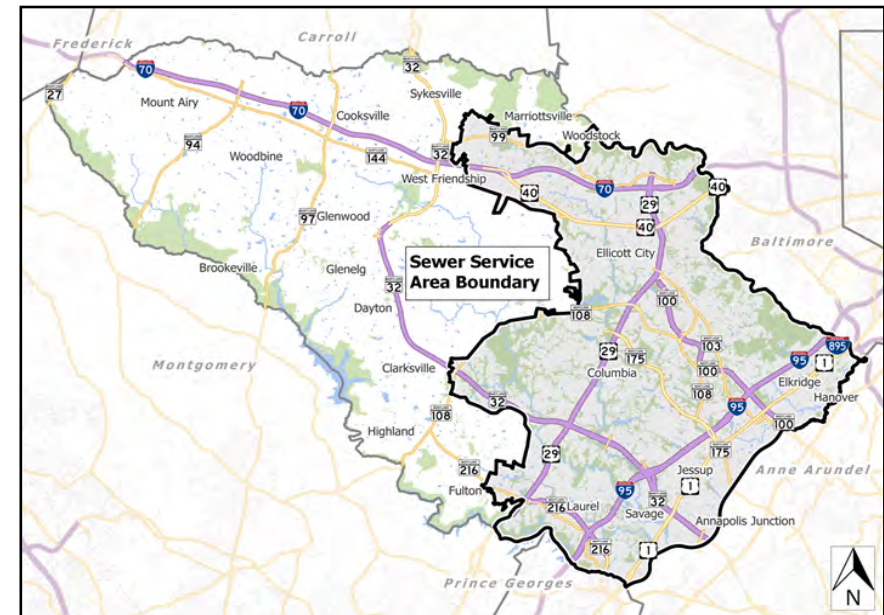 Frederick
Carroll
70
32
Sykesville
27
Mount Airy
70
Cooksville
Marriottsville
94
99
Woodstock
144
32
Woodbine
West Friendship
40
70
40
29
97
Glenwood
40
Ellicott City
Baltimore
Brookeville
Glenelg
Sewer Service
Area Boundary
32
100
Dayton
108
895
103
29
175
95
1
Montgomery
Clarksville
Columbia
100
Elkridge
32
108
95
Hanover
108
100
Highland
29
175
216
Jessup
Anne Arundel
Fulton
95
32
1
216
Laurel
Savage
Annapolis Junction
216
1
Prince Georges
N